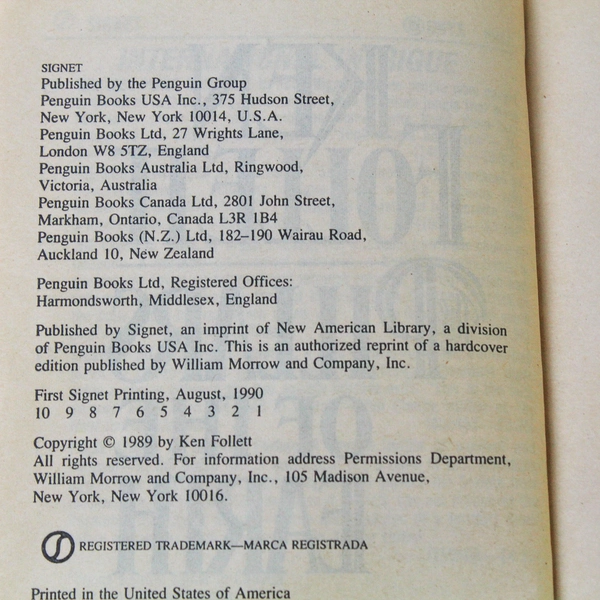 SIGNET
Published by the Penguin Group
Penguin Books USA Inc., 375 Hudson Street,
New York, New York 10014, U.S.A.
Penguin Books Ltd, 27 Wrights Lane,
London W8 5TZ, England
Penguin Books Australia Ltd, Ringwood,
Victoria, Australia
Penguin Books Canada Ltd, 2801 John Street,
Markham, Ontario, Canada L3R 1B4
Penguin Books (N.Z.) Ltd, 182–190 Wairau Road,
Auckland 10, New Zealand
Penguin Books Ltd, Registered Offices:
Harmondsworth, Middlesex, England
Published by Signet, an imprint of New American Library, a division
of Penguin Books USA Inc. This is an authorized reprint of a hardcover
edition published by William Morrow and Company, Inc.
First Signet Printing, August, 1990
10 9 8 7 6 5 4 3 2 1
Copyright © 1989 by Ken Follett
All rights reserved. For information address Permissions Department,
William Morrow and Company, Inc., 105 Madison Avenue,
New York, New York 10016.
REGISTERED TRADEMARK—MARCA REGISTRADA
Printed in the United States of America